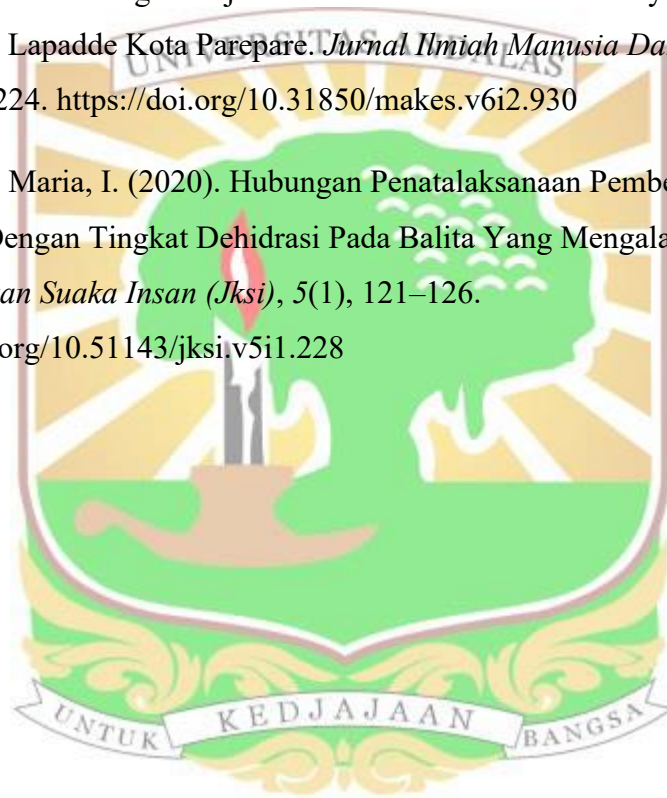 Lapadde Kota Parepare. Jurnal Ilmiah Manusia Da
UNIVERSITAS ANDALAS
224. https://doi.org/10.31850/makes.v6i2.930
Maria, I. (2020). Hubungan Penatalaksanaan Pembe
Dengan Tingkat Dehidrasi Pada Balita Yang Mengala
an Suaka Insan (Jksi), 5(1), 121–126.
org/10.51143/jksi.v5i1.228
UNTUK KEDJAJAAN BANGSA